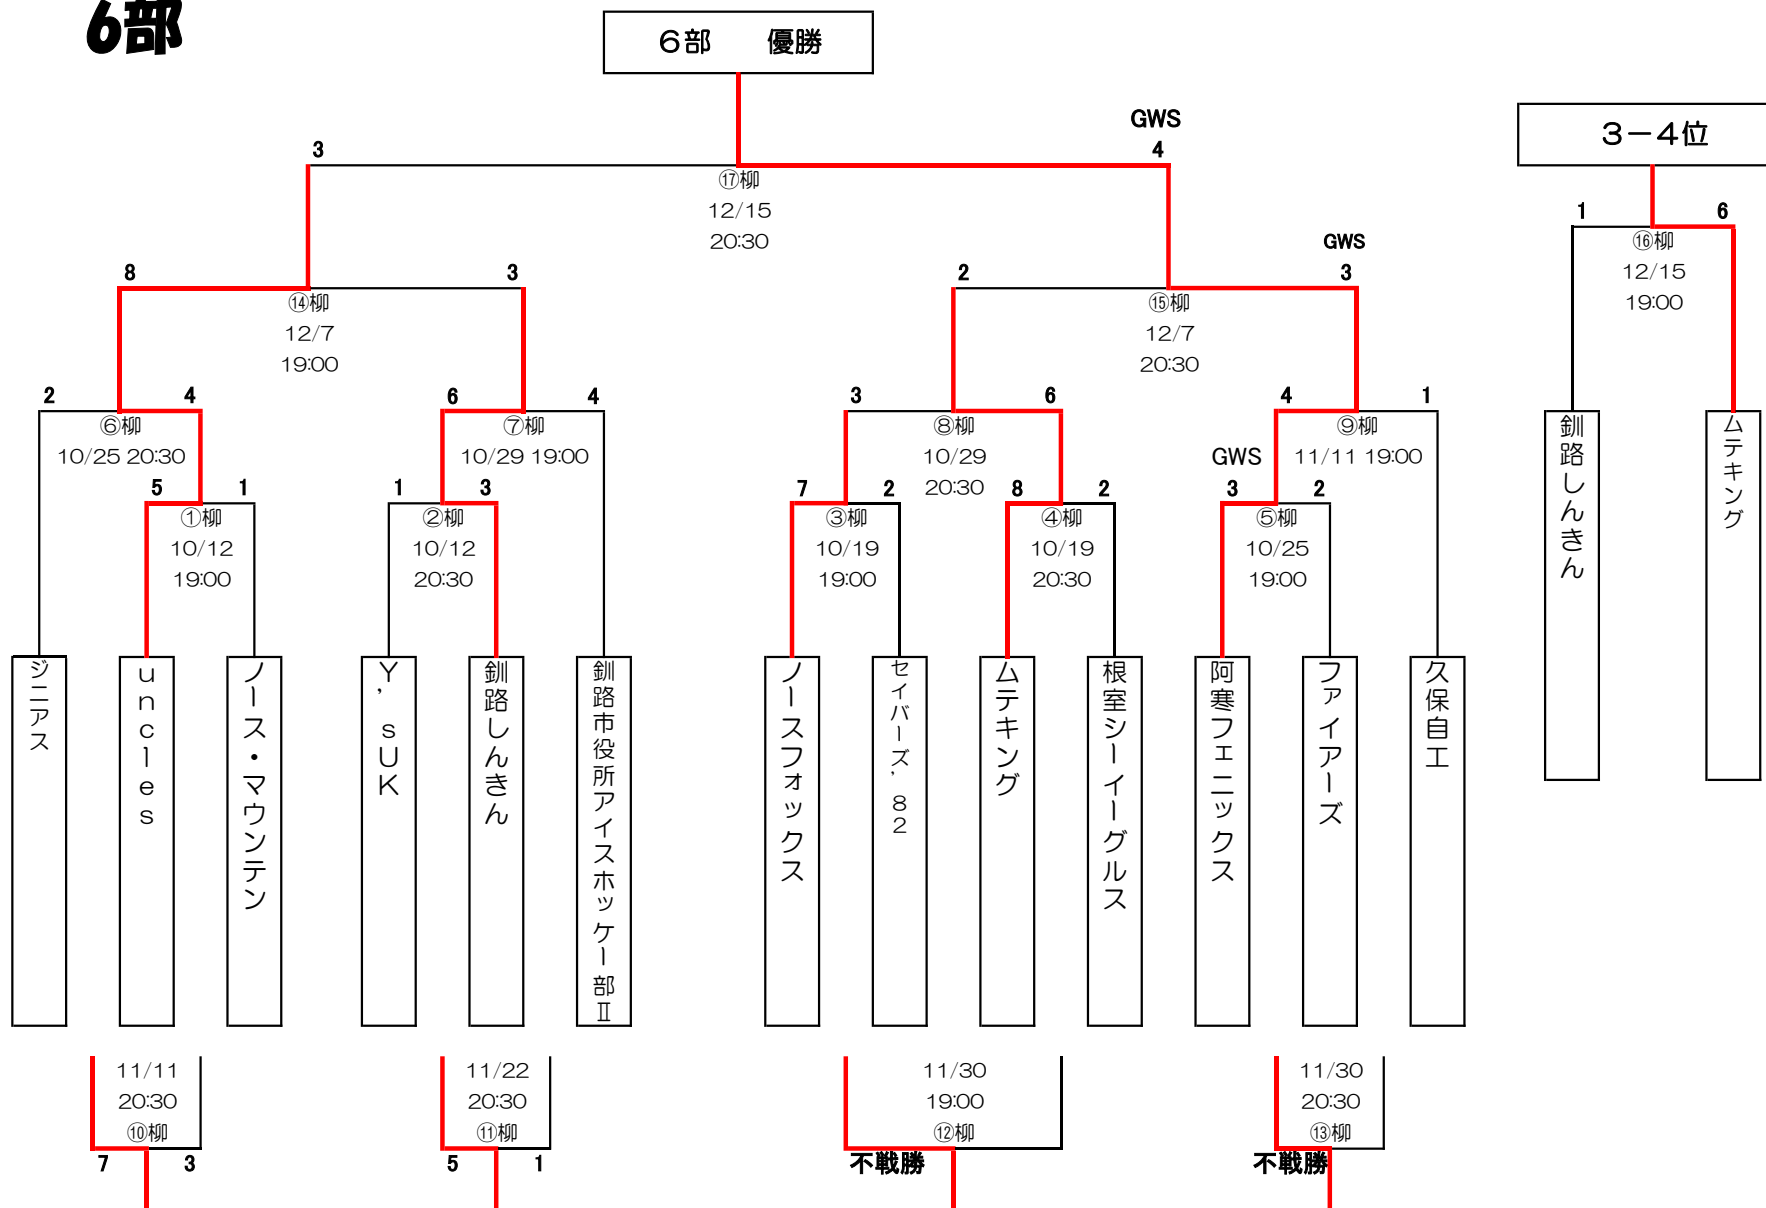 6部
6部 優勝
GWS
3
4
⑰柳
12/15
20:30
3－4位
1
6
⑯柳
12/15
19:00
釧路しんきん
ムテキング
GWS
8
3
2
3
⑭柳
12/7
19:00
⑮柳
12/7
20:30
2
4
6
4
3
6
4
1
⑥柳
10/25 20:30
⑦柳
10/29 19:00
⑧柳
10/29
20:30
⑨柳
11/11 19:00
GWS
5
1
1
3
7
2
8
2
3
2
①柳
10/12
19:00
②柳
10/12
20:30
③柳
10/19
19:00
④柳
10/19
20:30
⑤柳
10/25
19:00
ジニアス
uncles
ノース・マウンテン
Y’sUK
釧路しんきん
釧路市役所アイスホッケー部Ⅱ
ノースフォックス
セイバーズ’82
ムテキング
根室シーイーグルス
阿寒フェニックス
ファイアーズ
久保自工
11/11
20:30
⑩柳
7
3
11/22
20:30
⑪柳
5
1
11/30
19:00
⑫柳
不戦勝
11/30
20:30
⑬柳
不戦勝